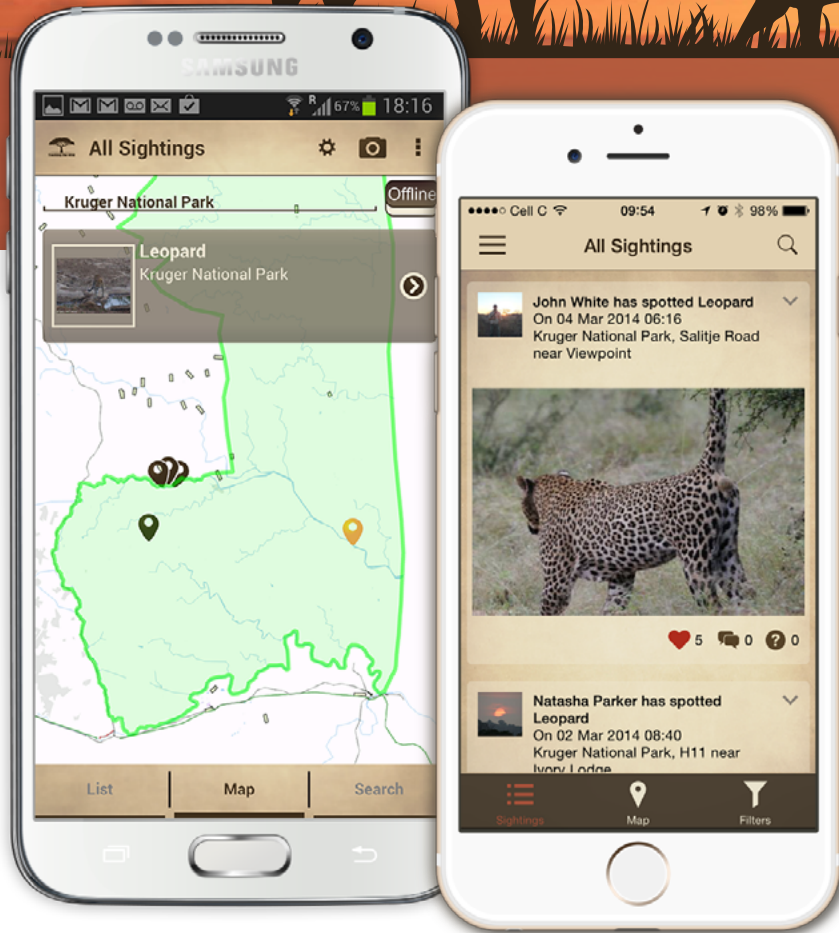 SAMSUNG
R 67% 18:16
All Sightings
Kruger National Park
Offline
Leopard
Kruger National Park
List Map Search
Cell C 09:54 98%
All Sightings
John White has spotted Leopard
On 04 Mar 2014 06:16
Kruger National Park, Salitje Road
near Viewpoint
5 0 ? 0
Natasha Parker has spotted
Leopard
On 02 Mar 2014 08:40
Kruger National Park, H11 near
Ivory Lodge
Sightings Map Filters